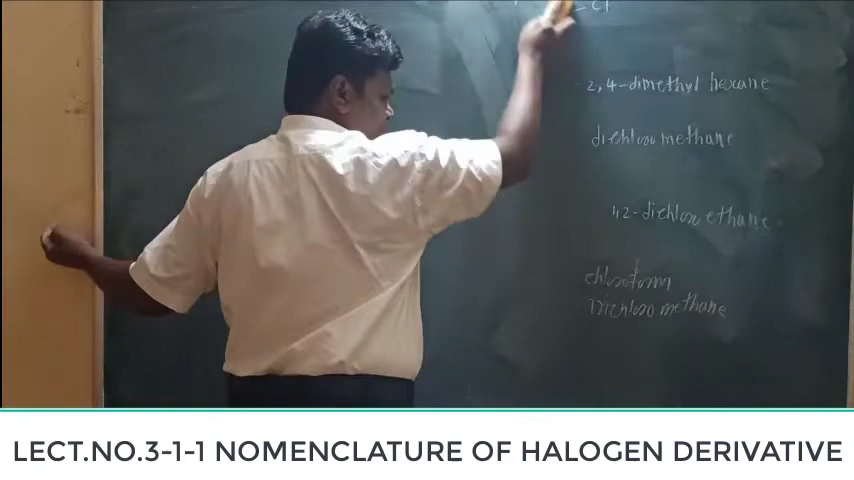 - Cl
2,4-dimethyl hexane
dichloro methane
1,2-dichloro ethane
chloroform
Trichloro methane
LECT.NO.3-1-1 NOMENCLATURE OF HALOGEN DERIVATIVE